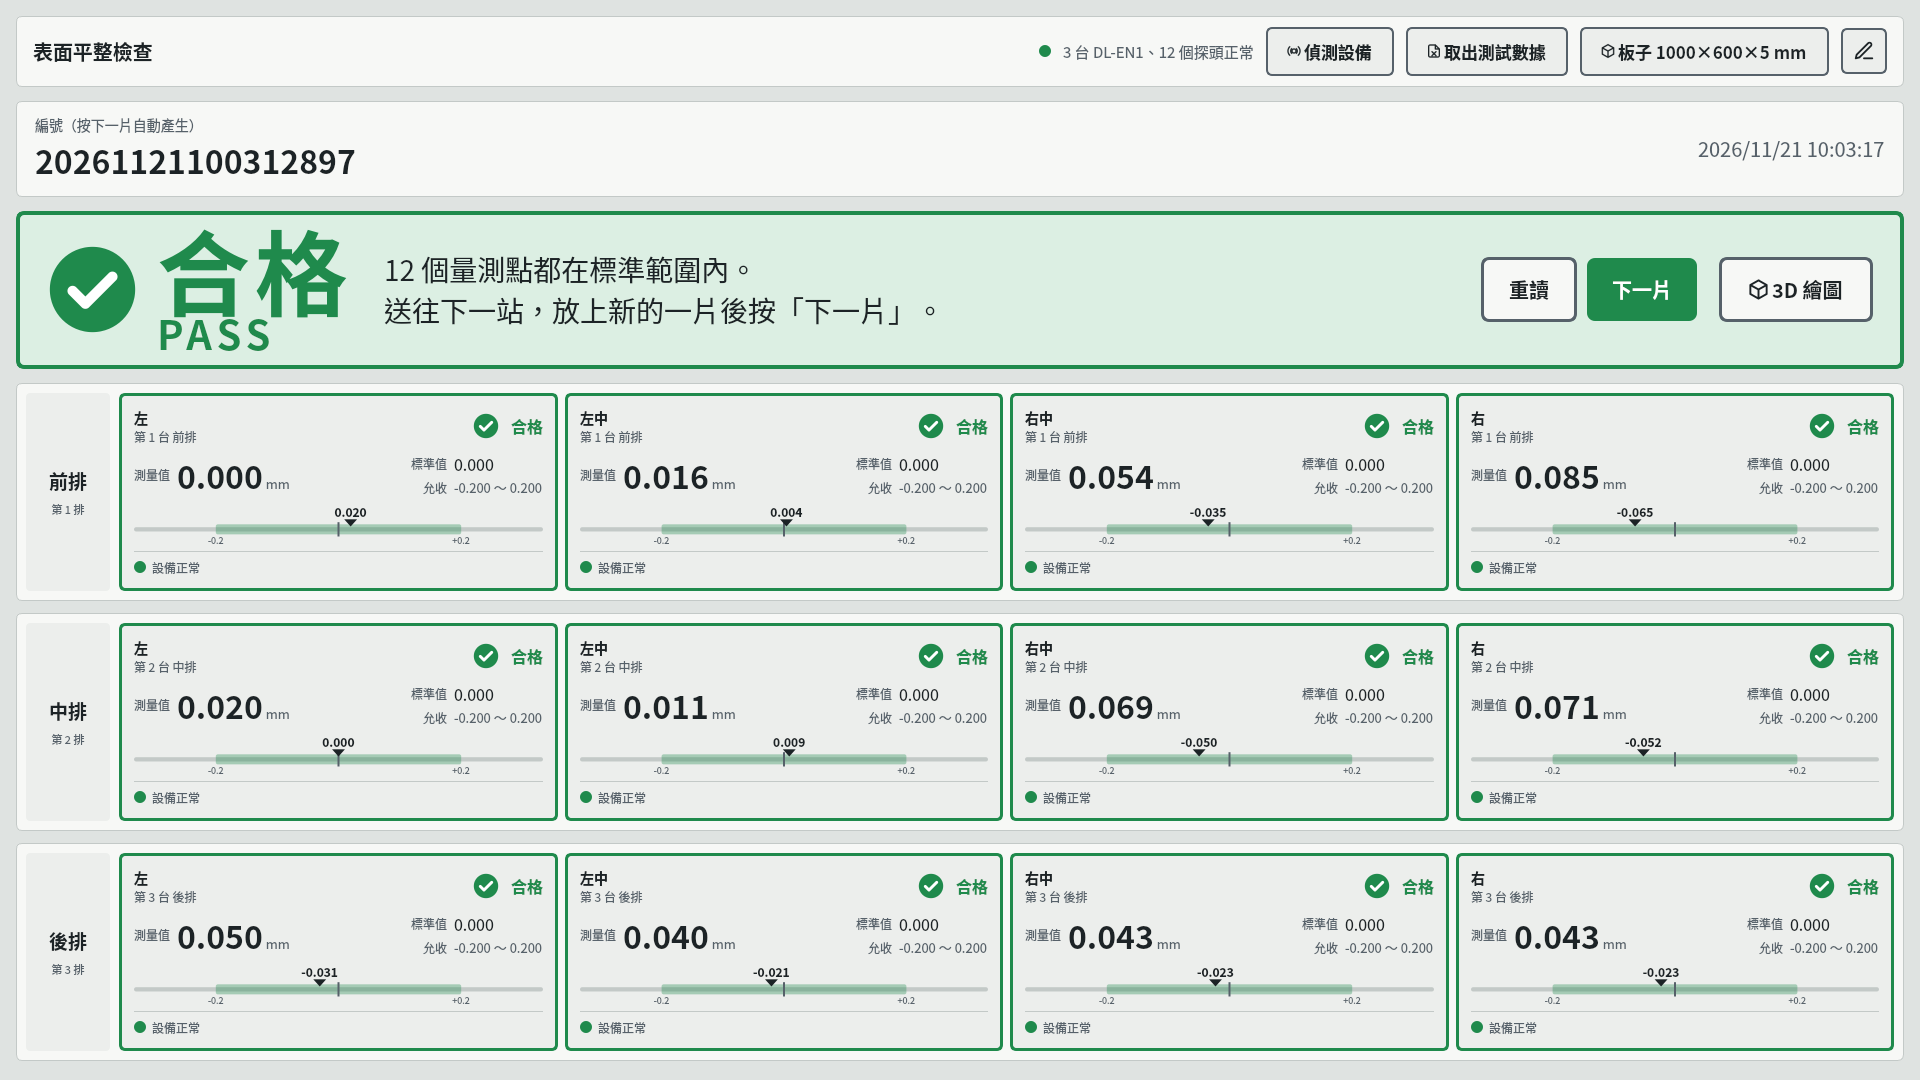 表面平整檢查
3 台 DL-EN1、12 個探頭正常
偵測設備
取出測試數據
板子 1000×600×5 mm
編號（按下一片自動產生）
20261121100312897
2026/11/21 10:03:17
合格
PASS
12 個量測點都在標準範圍內。
送往下一站，放上新的一片後按「下一片」。
重讀
下一片
3D 繪圖
前排
第 1 排
左
第 1 台 前排
合格
測量值 0.000 mm
標準值 0.000
允收 -0.200 ～ 0.200
0.020
-0.2 +0.2
設備正常
左中
第 1 台 前排
合格
測量值 0.016 mm
標準值 0.000
允收 -0.200 ～ 0.200
0.004
-0.2 +0.2
設備正常
右中
第 1 台 前排
合格
測量值 0.054 mm
標準值 0.000
允收 -0.200 ～ 0.200
-0.035
-0.2 +0.2
設備正常
右
第 1 台 前排
合格
測量值 0.085 mm
標準值 0.000
允收 -0.200 ～ 0.200
-0.065
-0.2 +0.2
設備正常
中排
第 2 排
左
第 2 台 中排
合格
測量值 0.020 mm
標準值 0.000
允收 -0.200 ～ 0.200
0.000
-0.2 +0.2
設備正常
左中
第 2 台 中排
合格
測量值 0.011 mm
標準值 0.000
允收 -0.200 ～ 0.200
0.009
-0.2 +0.2
設備正常
右中
第 2 台 中排
合格
測量值 0.069 mm
標準值 0.000
允收 -0.200 ～ 0.200
-0.050
-0.2 +0.2
設備正常
右
第 2 台 中排
合格
測量值 0.071 mm
標準值 0.000
允收 -0.200 ～ 0.200
-0.052
-0.2 +0.2
設備正常
後排
第 3 排
左
第 3 台 後排
合格
測量值 0.050 mm
標準值 0.000
允收 -0.200 ～ 0.200
-0.031
-0.2 +0.2
設備正常
左中
第 3 台 後排
合格
測量值 0.040 mm
標準值 0.000
允收 -0.200 ～ 0.200
-0.021
-0.2 +0.2
設備正常
右中
第 3 台 後排
合格
測量值 0.043 mm
標準值 0.000
允收 -0.200 ～ 0.200
-0.023
-0.2 +0.2
設備正常
右
第 3 台 後排
合格
測量值 0.043 mm
標準值 0.000
允收 -0.200 ～ 0.200
-0.023
-0.2 +0.2
設備正常